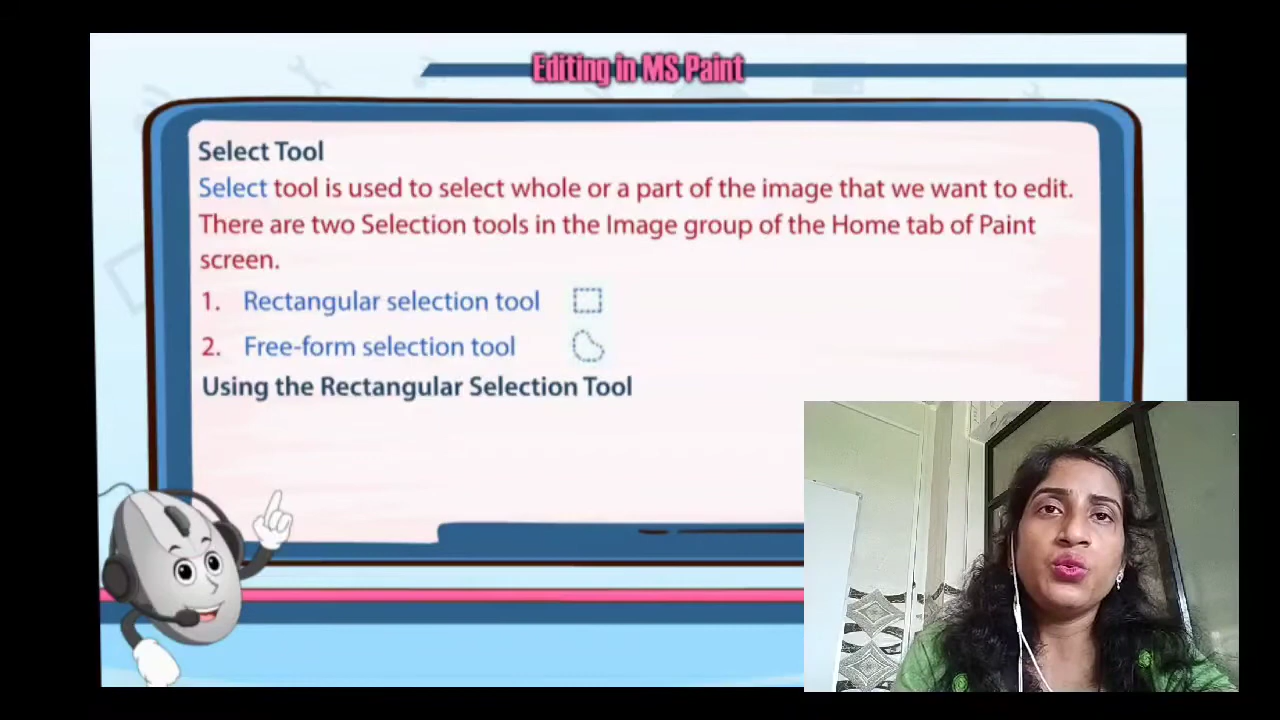 Editing in MS Paint
Select Tool
Select tool is used to select whole or a part of the image that we want to edit.
There are two Selection tools in the Image group of the Home tab of Paint
screen.
1. Rectangular selection tool
2. Free-form selection tool
Using the Rectangular Selection Tool